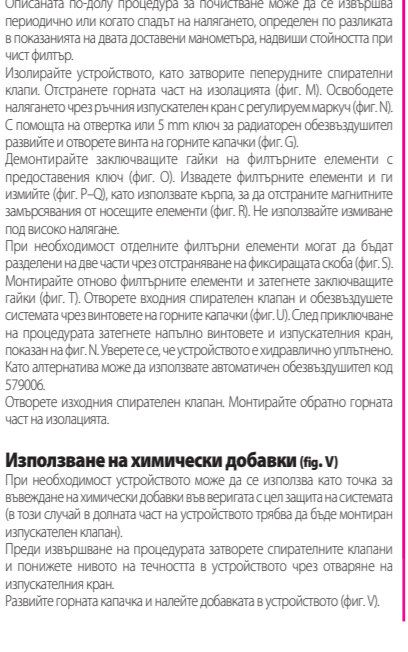 Описаната по-долу процедура за почистване може да се извършва
периодично или когато спадът на налягането, определен по разликата
в показанията на двата доставени манометъра, надвиши стойността при
чист филтър.
Изолирайте устройството, като затворите пеперудните спирателни
клапи. Отстранете горната част на изолацията (фиг. M). Освободете
налягането чрез ръчния изпускателен кран с регулируем маркуч (фиг. N).
С помощта на отвертка или 5 mm ключ за радиаторен обезвъздушител
развийте и отворете винта на горните капачки (фиг. G).
Демонтирайте заключващите гайки на филтърните елементи с
предоставения ключ (фиг. O). Извадете филтърните елементи и ги
измийте (фиг. P–Q), като използвате кърпа, за да отстраните магнитните
замърсявания от носещите елементи (фиг. R). Не използвайте измиване
под високо налягане.
При необходимост отделните филтърни елементи могат да бъдат
разделени на две части чрез отстраняване на фиксиращата скоба (фиг. S).
Монтирайте отново филтърните елементи и затегнете заключващите
гайки (фиг. T). Отворете входния спирателен клапан и обезвъздушете
системата чрез винтовете на горните капачки (фиг. U). След приключване
на процедурата затегнете напълно винтовете и изпускателния кран,
показан на фиг. N. Уверете се, че устройството е хидравлично уплътнено.
Като алтернатива може да използвате автоматичен обезвъздушител код
579006.
Отворете изходния спирателен клапан. Монтирайте обратно горната
част на изолацията.
Използване на химически добавки (fig. V)
При необходимост устройството може да се използва като точка за
въвеждане на химически добавки във веригата с цел защита на системата
(в този случай в долната част на устройството трябва да бъде монтиран
изпускателен клапан).
Преди извършване на процедурата затворете спирателните клапани
и понижете нивото на течността в устройството чрез отваряне на
изпускателния кран.
Развийте горната капачка и налейте добавката в устройството (фиг. V).